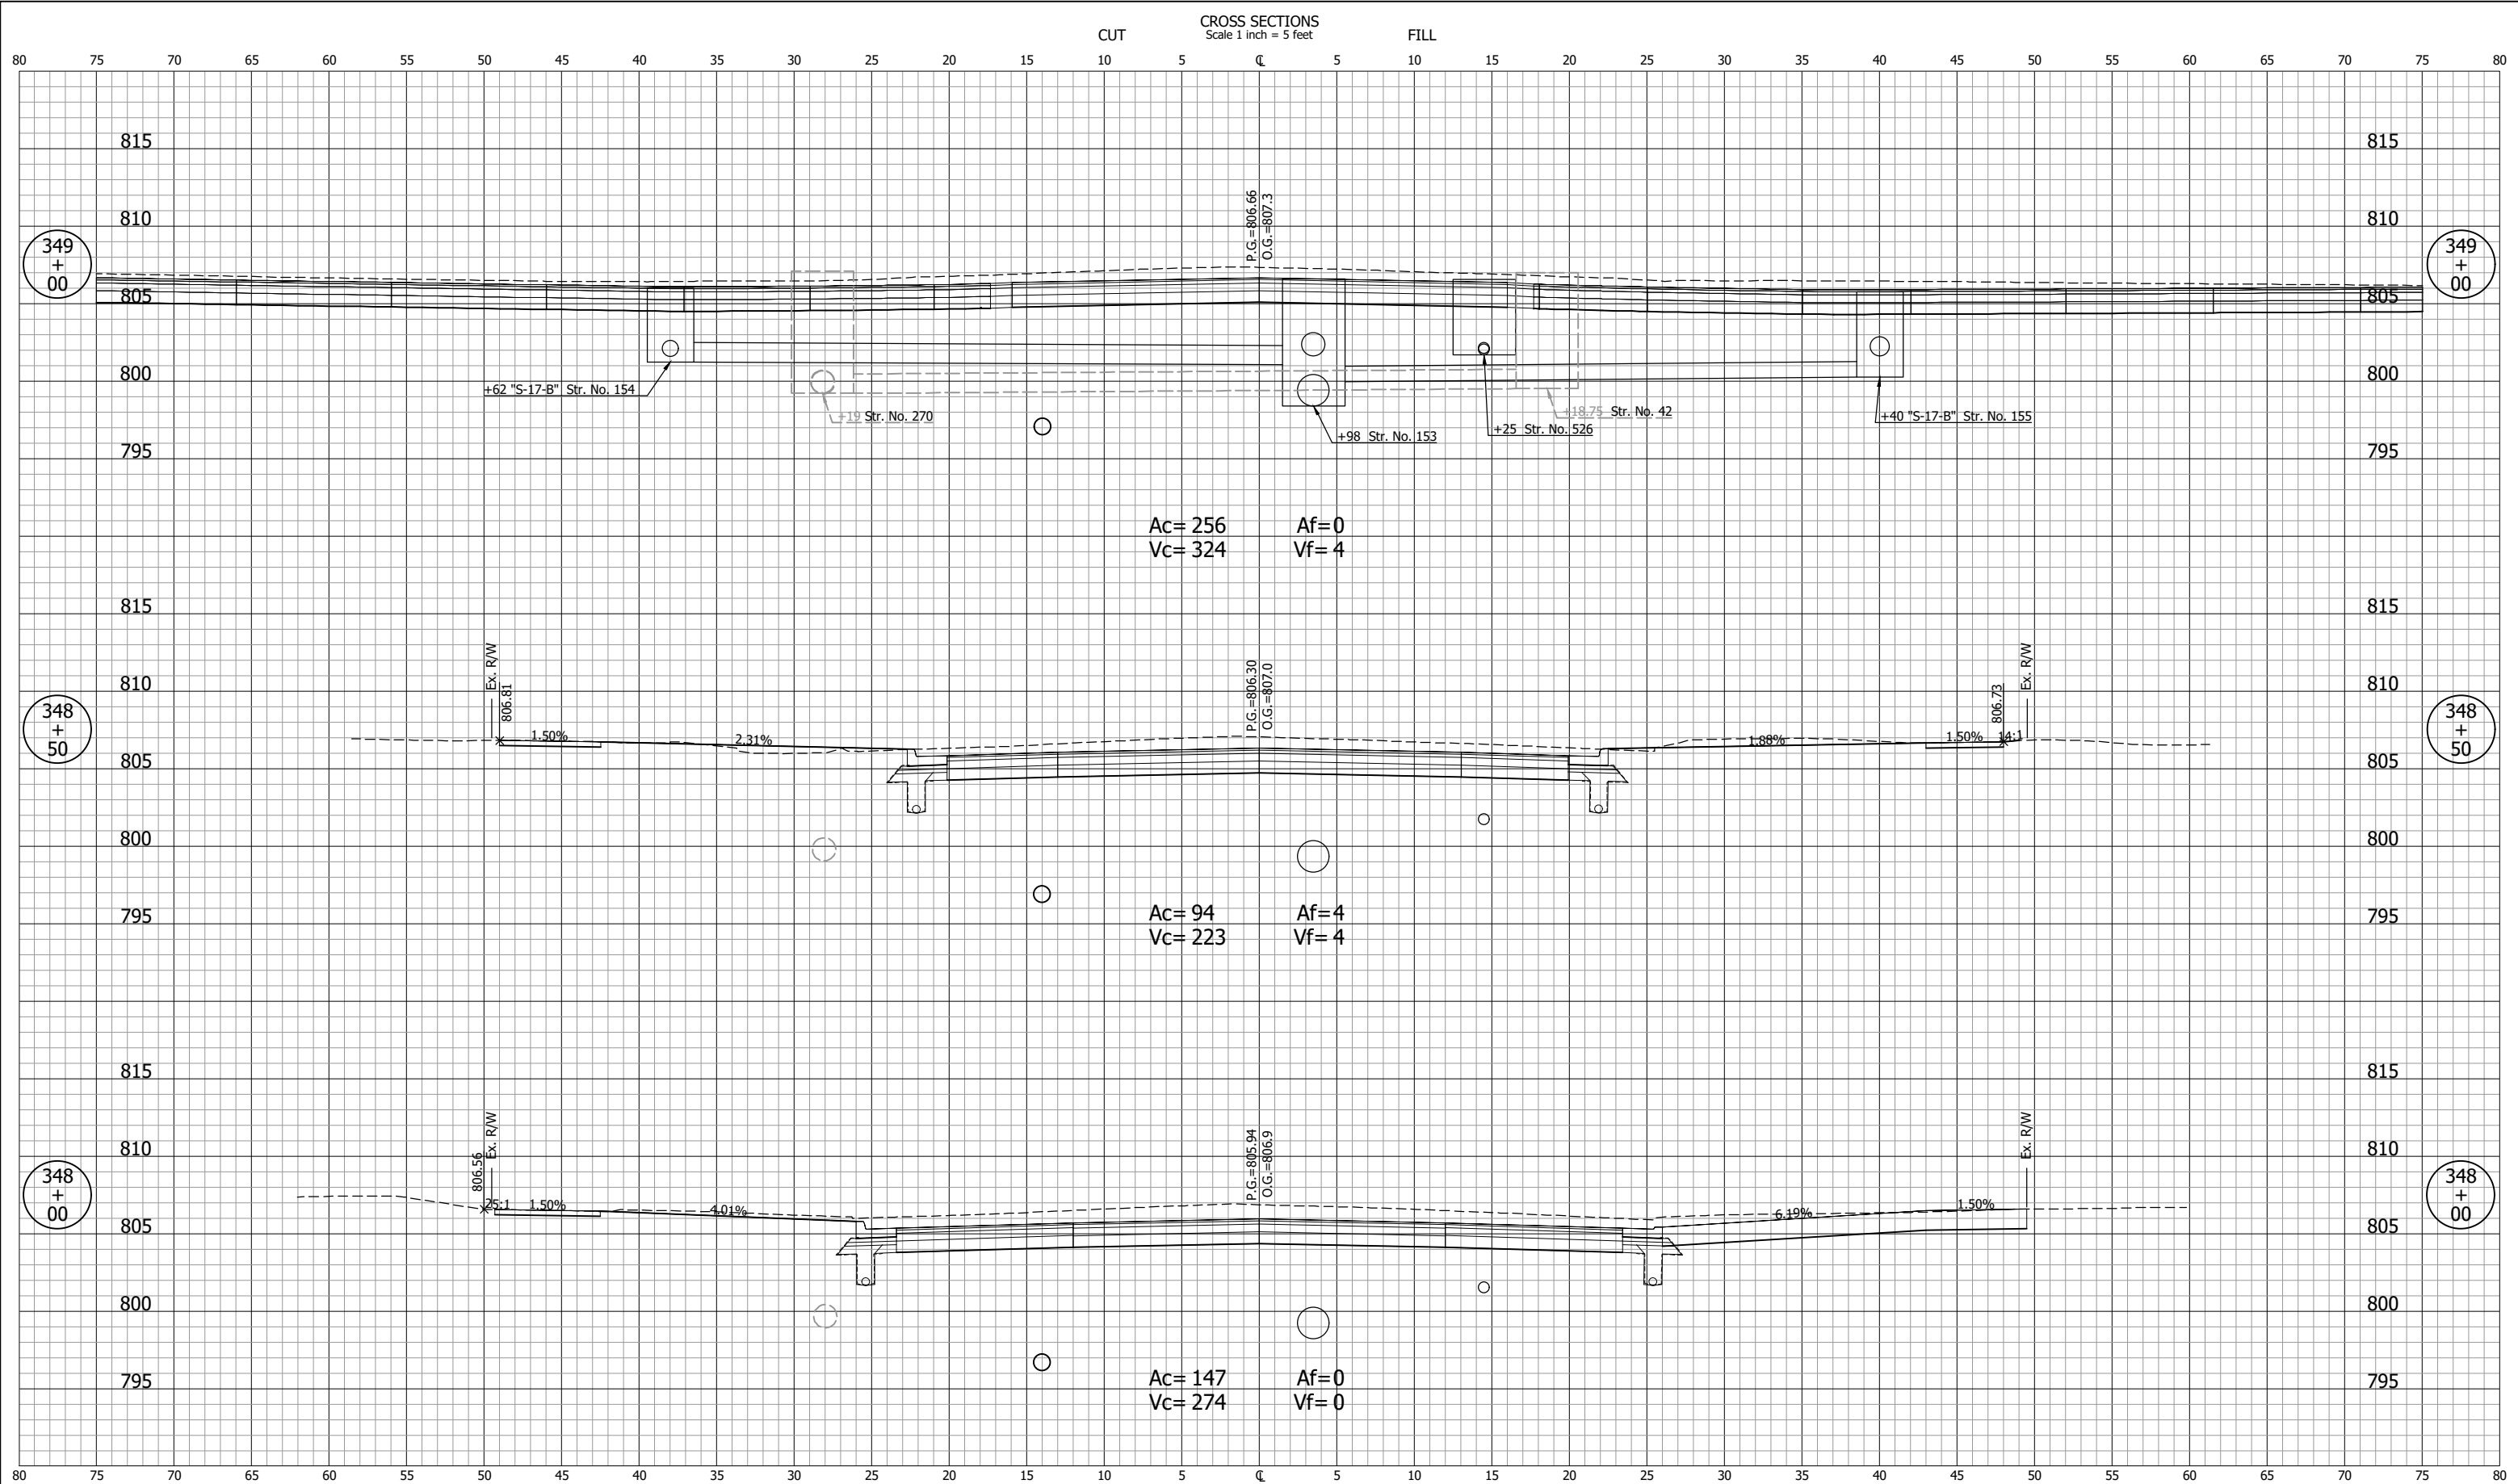 CROSS SECTIONS
CUT Scale 1 inch = 5 feet FILL
80 75 70 65 60 55 50 45 40 35 30 25 20 15 10 5 ℄ 5 10 15 20 25 30 35 40 45 50 55 60 65 70 75 80
815 815
810 P.G.=806.66 O.G.=807.3 810
349 + 00 349 + 00
805 805
800 800
+62 "S-17-B" Str. No. 154
+19 Str. No. 270
+18.75 Str. No. 42
+40 "S-17-B" Str. No. 155
+25 Str. No. 526
+98 Str. No. 153
795 795
Ac= 256 Af=0
Vc= 324 Vf= 4
815 815
810 Ex. R/W 806.81 P.G.=806.30 O.G.=807.0 806.73 Ex. R/W 810
348 + 50 348 + 50
1.50% 2.31% 1.88% 1.50% 14:1
805 805
800 800
795 795
Ac= 94 Af=4
Vc= 223 Vf= 4
815 815
810 806.56 Ex. R/W P.G.=805.94 O.G.=806.9 Ex. R/W 810
348 + 00 348 + 00
25:1 1.50% 4.01% 6.19% 1.50%
805 805
800 800
795 795
Ac= 147 Af=0
Vc= 274 Vf= 0
80 75 70 65 60 55 50 45 40 35 30 25 20 15 10 5 ℄ 5 10 15 20 25 30 35 40 45 50 55 60 65 70 75 80